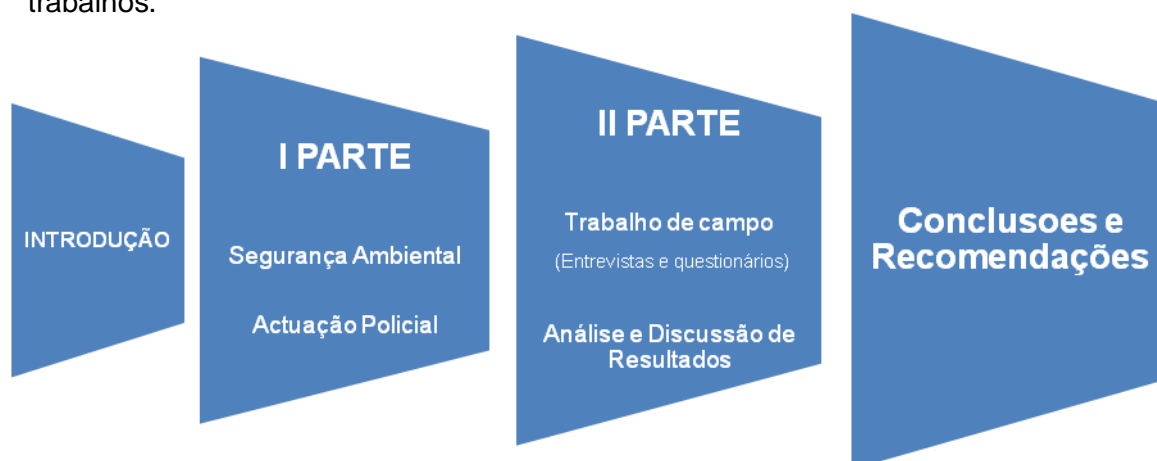 trabalhos.
INTRODUÇÃO
I PARTE
Segurança Ambiental
Actuação Policial
II PARTE
Trabalho de campo
(Entrevistas e questionários)
Análise e Discussão de
Resultados
Conclusoes e
Recomendações